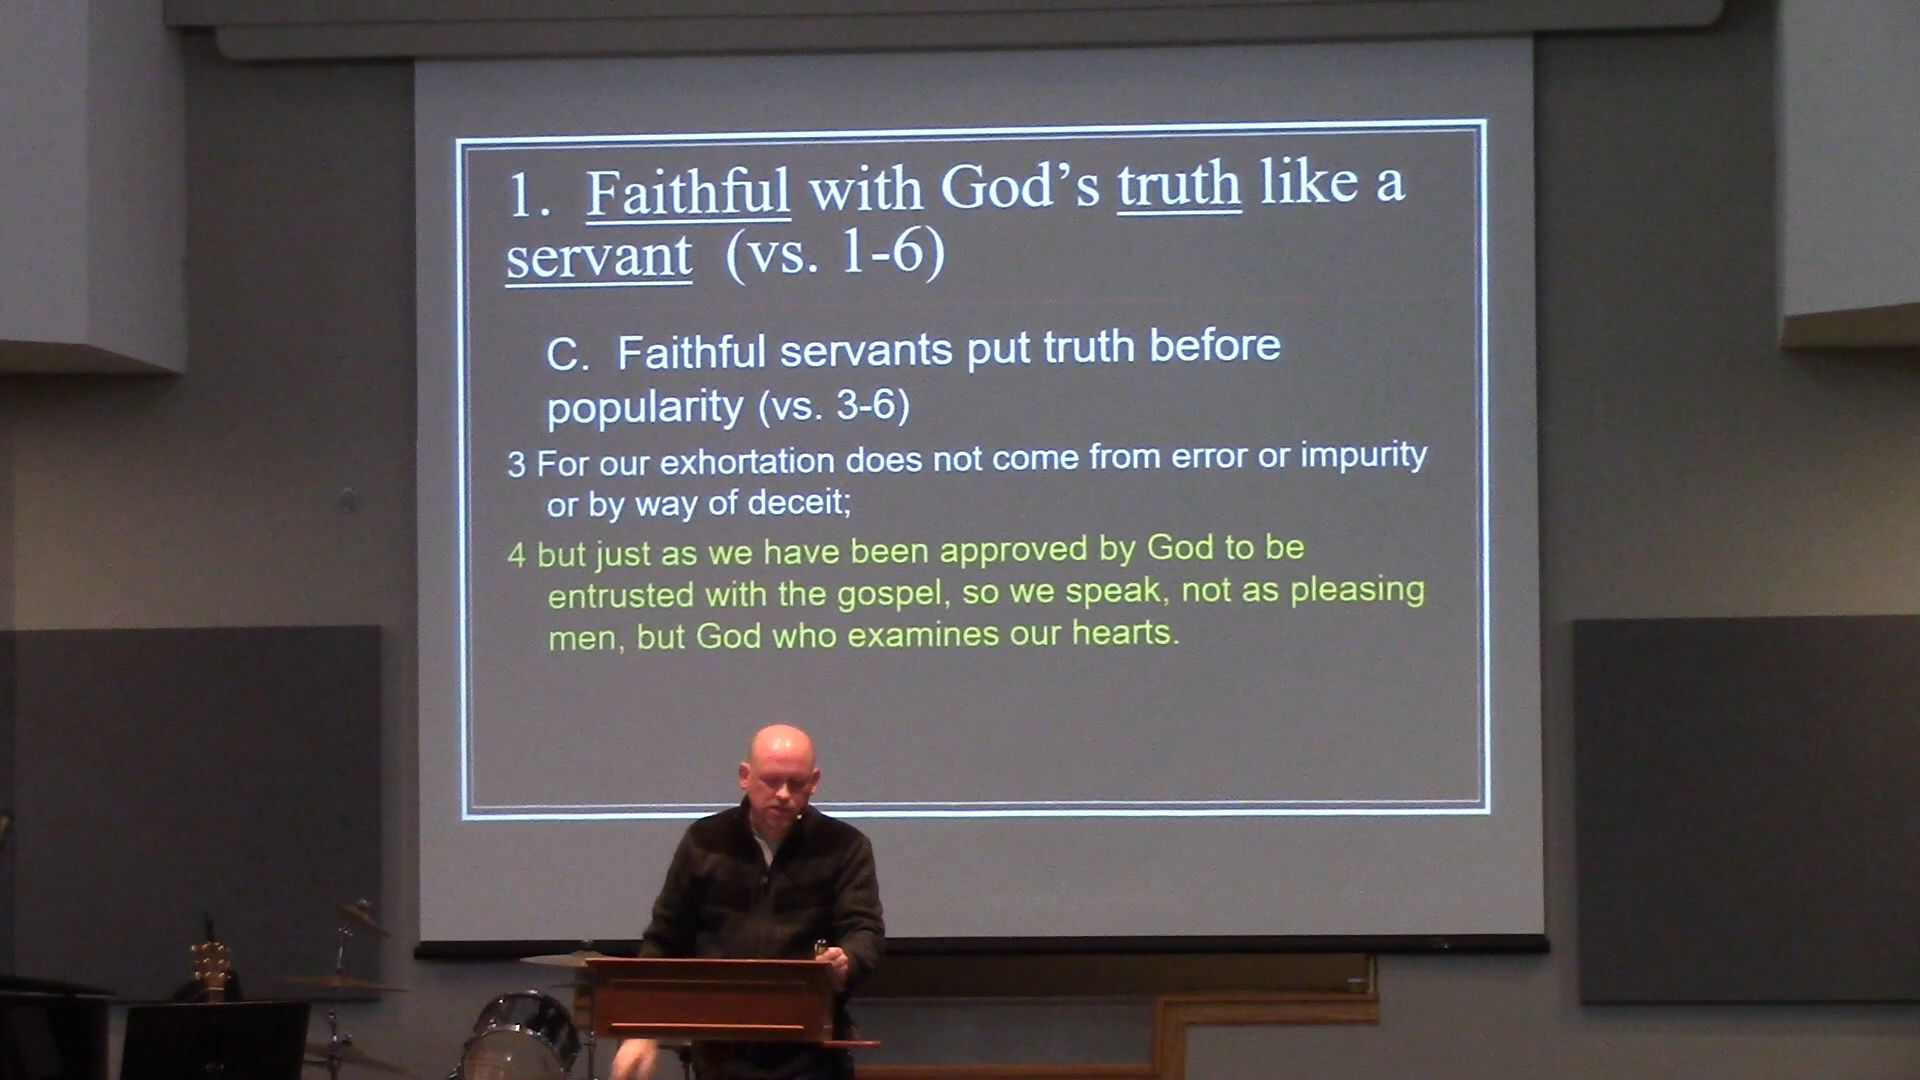 1. Faithful with God's truth like a
servant (vs. 1-6)
C. Faithful servants put truth before
popularity (vs. 3-6)
3 For our exhortation does not come from error or impurity
or by way of deceit;
4 but just as we have been approved by God to be
entrusted with the gospel, so we speak, not as pleasing
men, but God who examines our hearts.